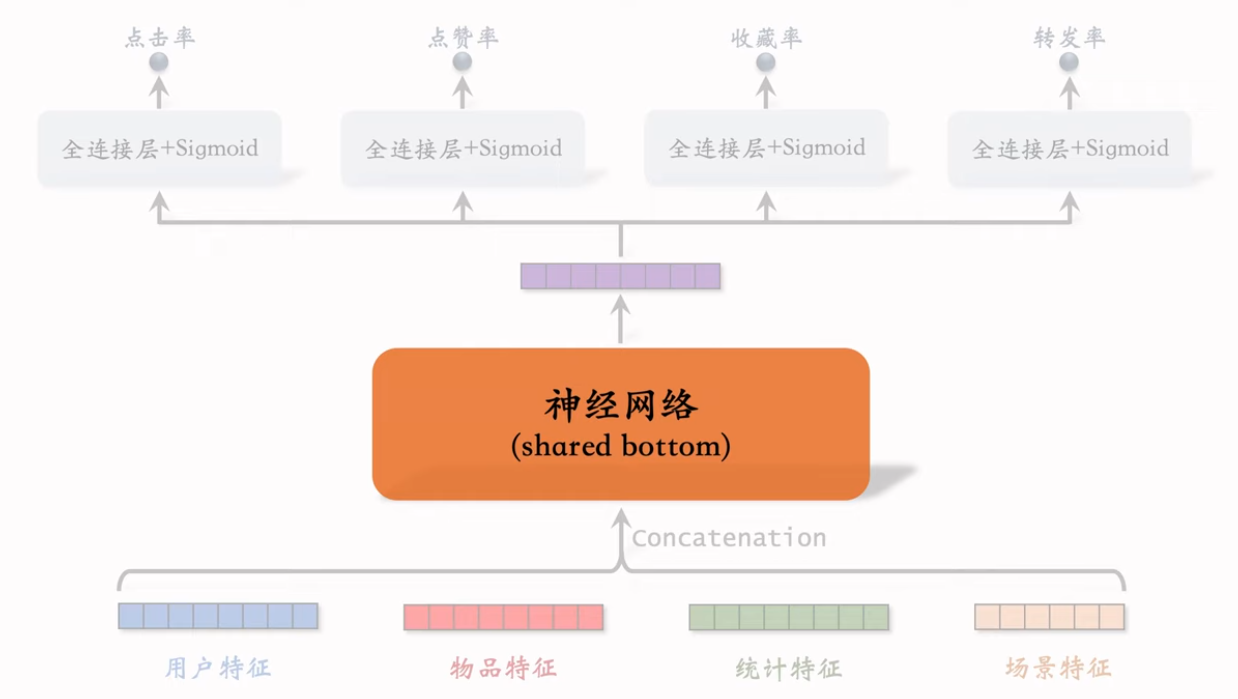 点击率
点赞率
收藏率
转发率
全连接层+Sigmoid
全连接层+Sigmoid
全连接层+Sigmoid
全连接层+Sigmoid
神经网络
(shared bottom)
Concatenation
用户特征
物品特征
统计特征
场景特征